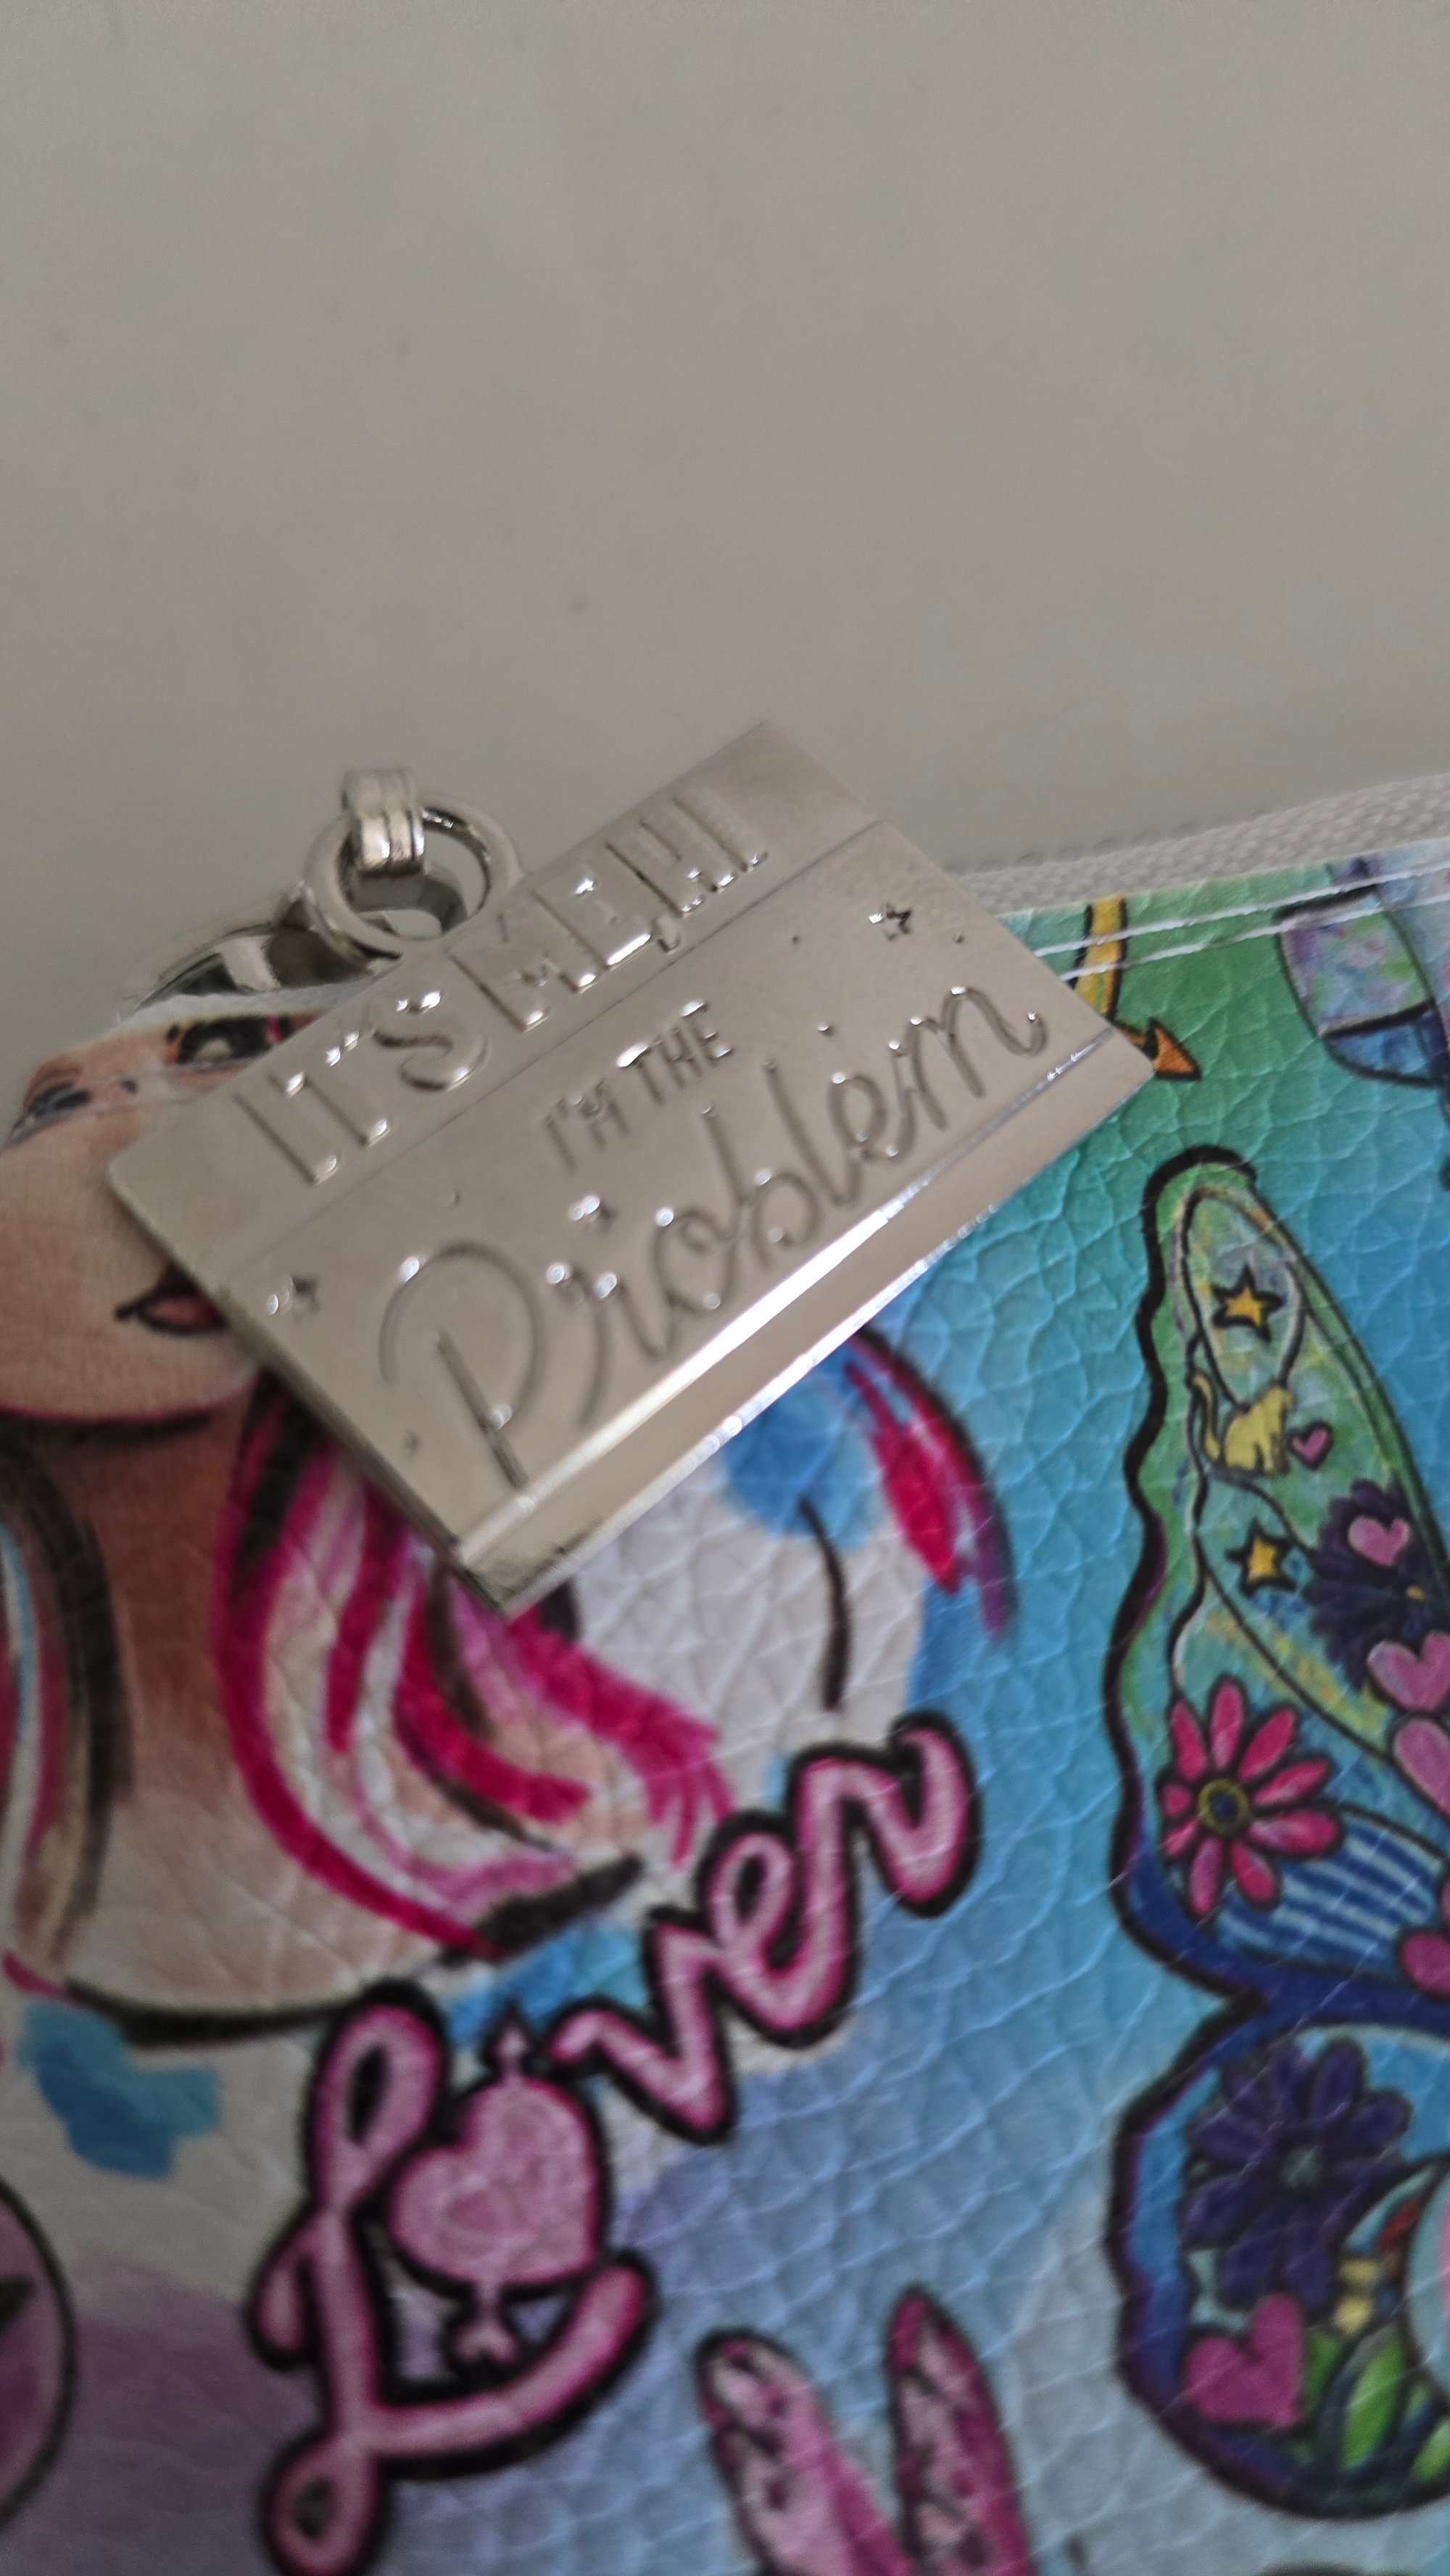 IT'S ME, HI
I'M THE
Problem
Lover